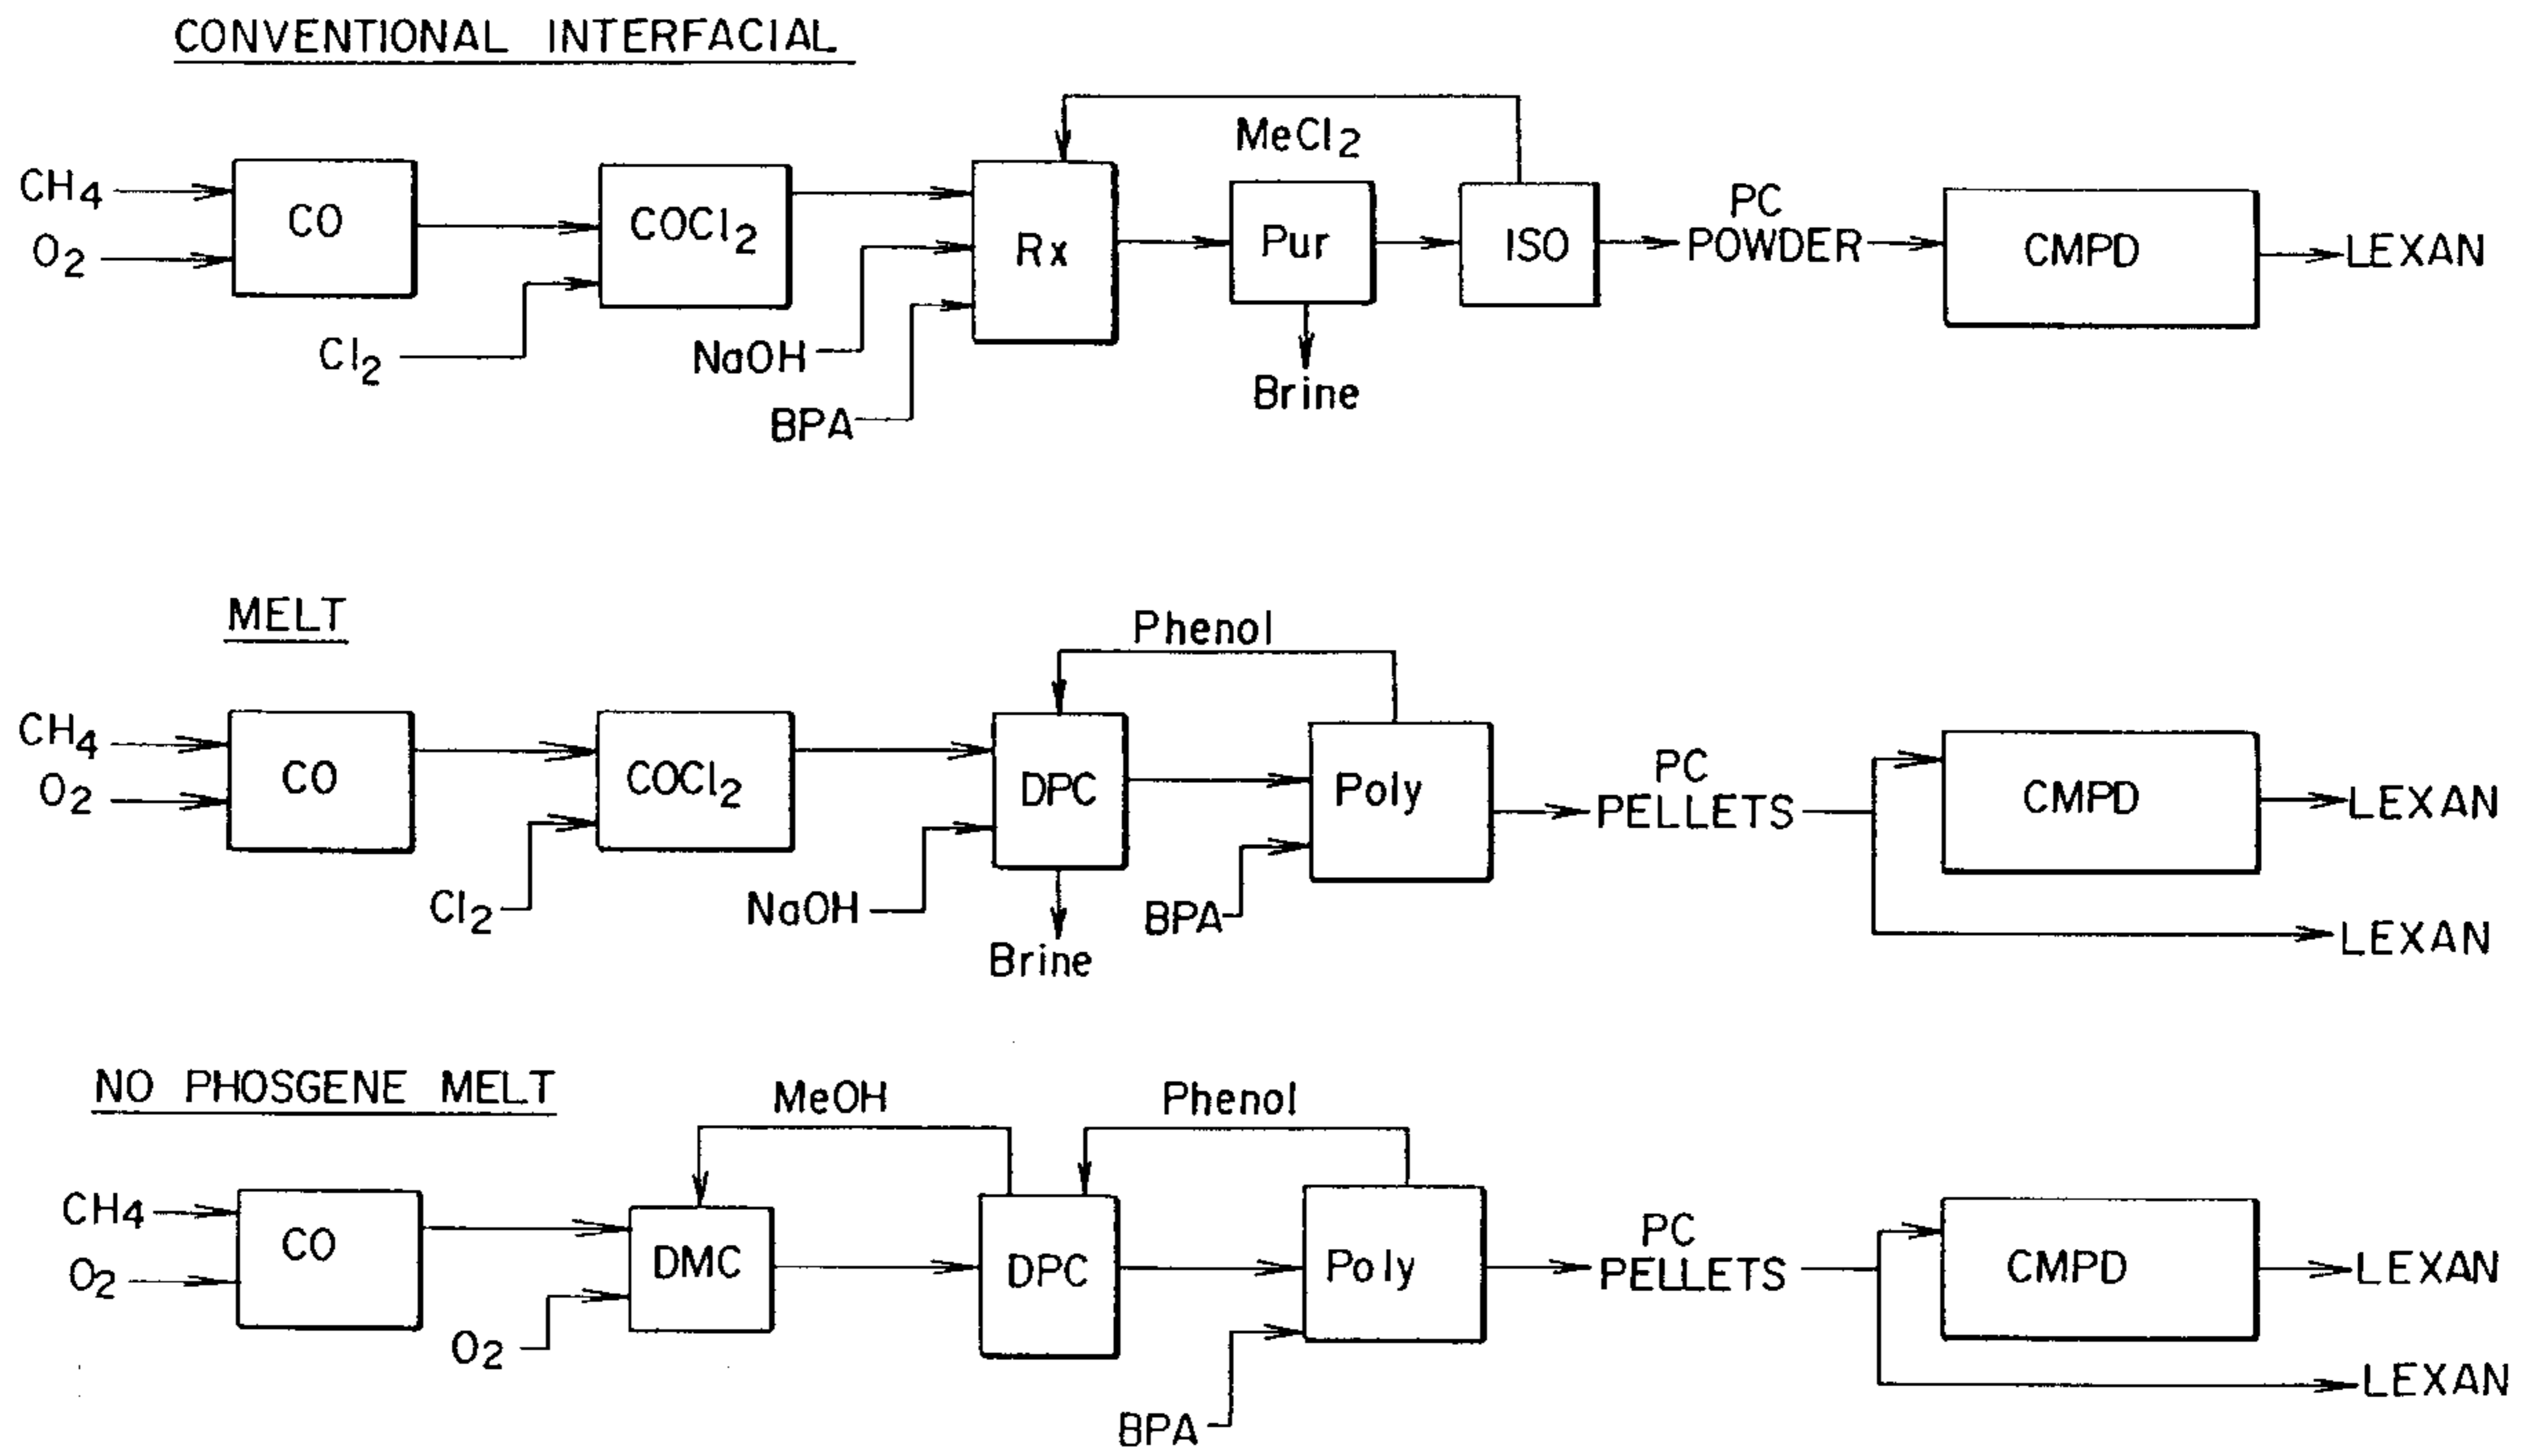 CONVENTIONAL INTERFACIAL
MeCl2
CH4
O2
CO
Cl2
COCl2
NaOH
BPA
Rx
Pur
Brine
ISO
PC
POWDER
CMPD
LEXAN
MELT
Phenol
CH4
O2
CO
Cl2
COCl2
NaOH
DPC
Brine
BPA
Poly
PC
PELLETS
CMPD
LEXAN
LEXAN
NO PHOSGENE MELT
MeOH
Phenol
CH4
O2
CO
O2
DMC
DPC
BPA
Poly
PC
PELLETS
CMPD
LEXAN
LEXAN